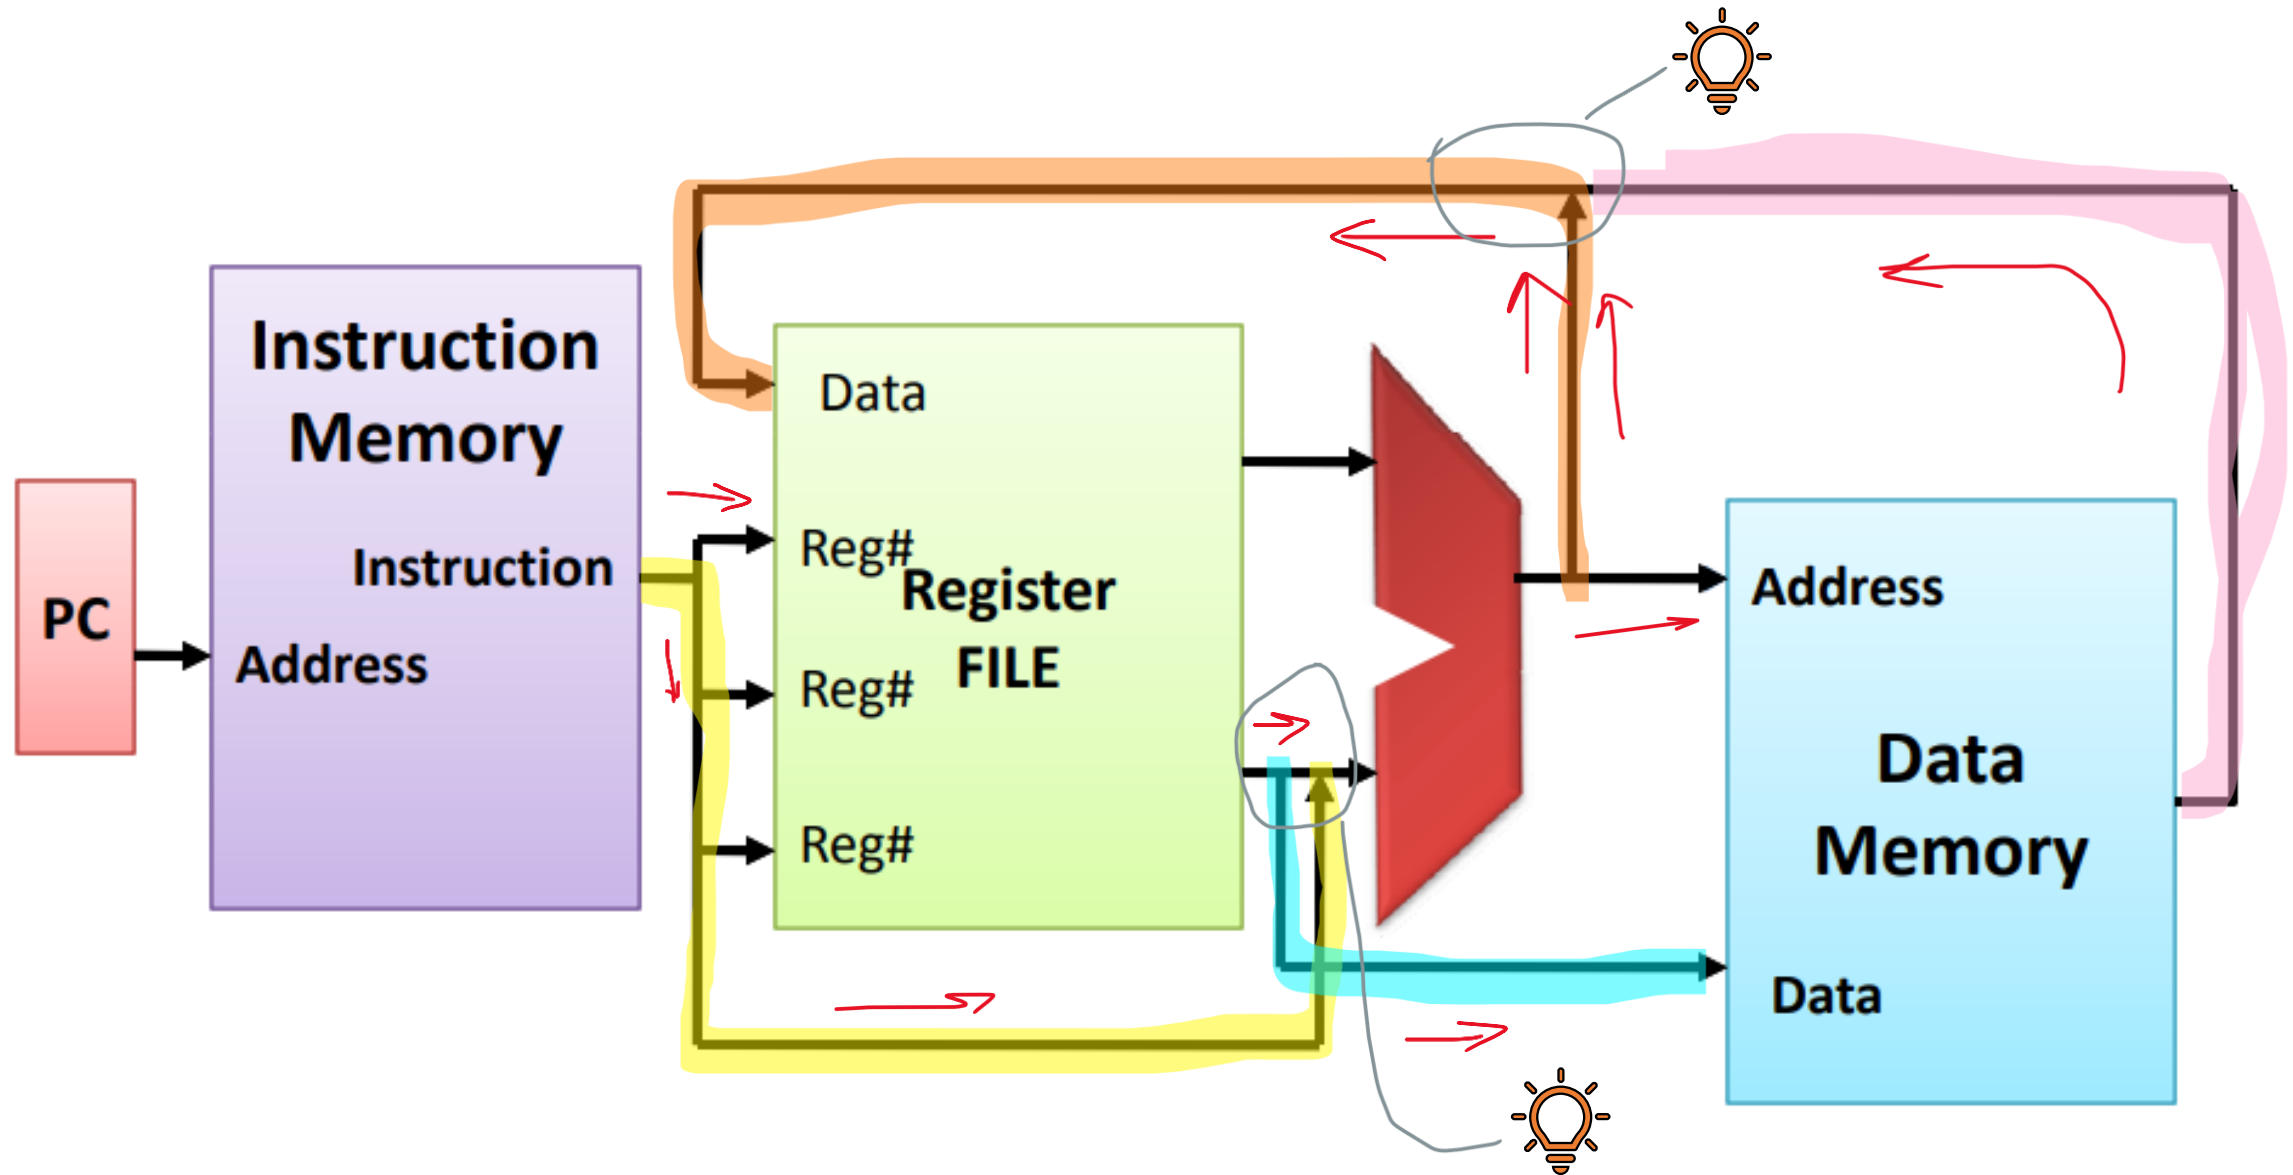 PC
Instruction
Memory
Instruction
Address
Data
Reg#
Register
FILE
Reg#
Reg#
Address
Data
Memory
Data